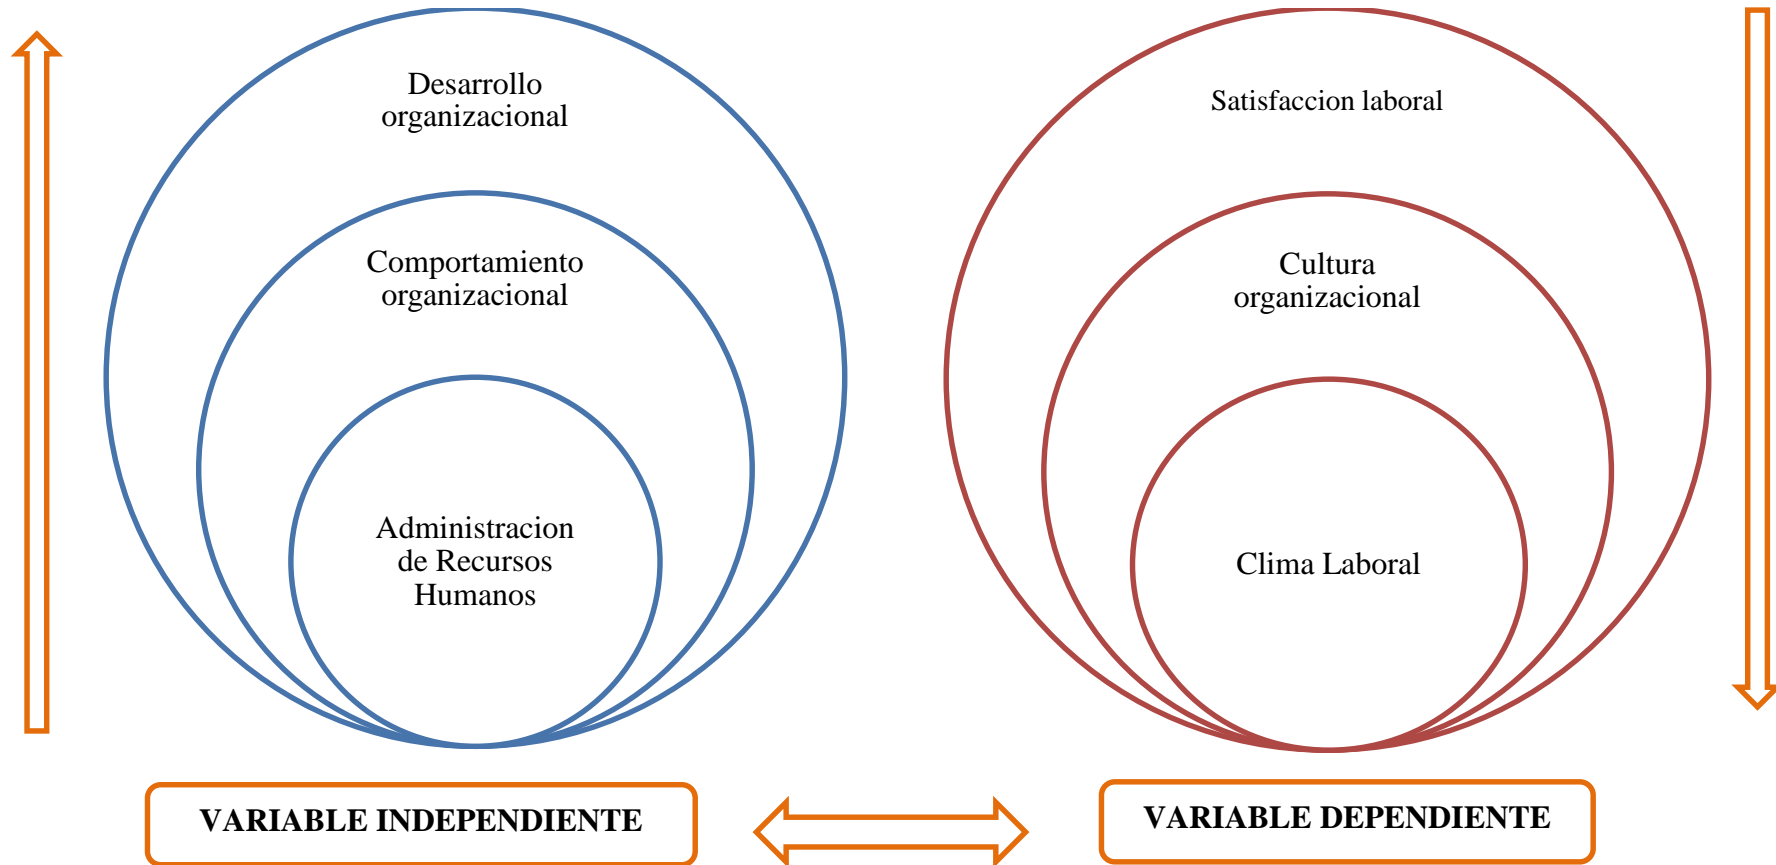 Desarrollo
organizacional
Comportamiento
organizacional
Administracion
de Recursos
Humanos
VARIABLE INDEPENDIENTE
Satisfaccion laboral
Cultura
organizacional
Clima Laboral
VARIABLE DEPENDIENTE